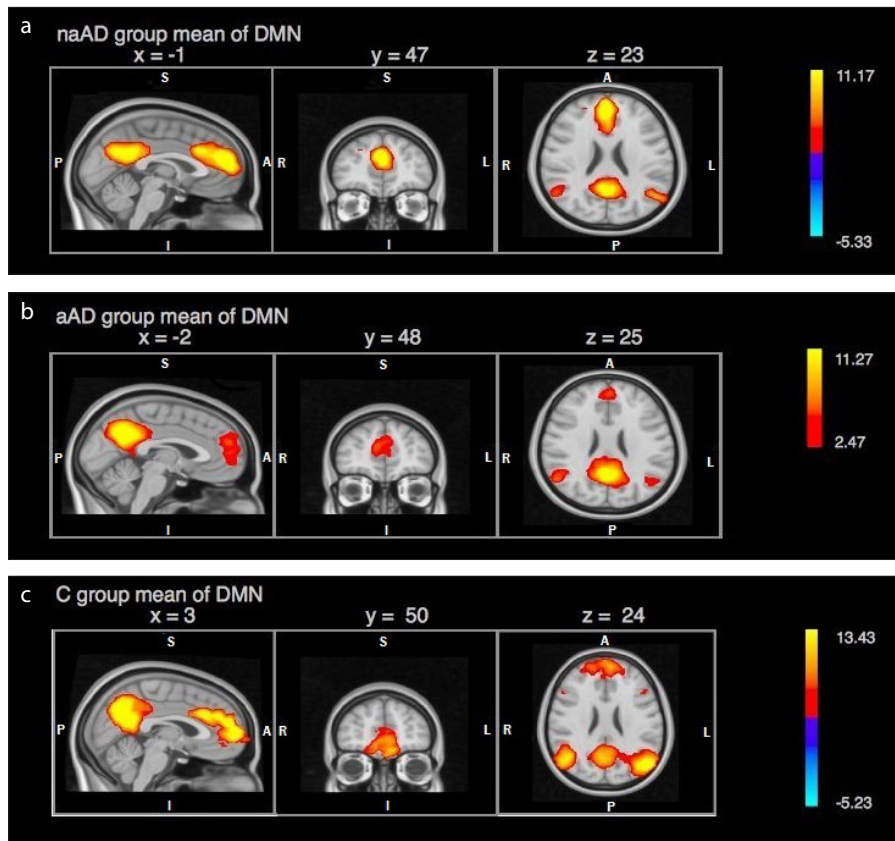 a
naAD group mean of DMN
x = -1 y = 47 z = 23
S S A
11.17
P A R L R L
-5.33
I I P
b
aAD group mean of DMN
x = -2 y = 48 z = 25
S S A
11.27
P A R L R L
2.47
I I P
c
C group mean of DMN
x = 3 y = 50 z = 24
S S A
13.43
P A R L R L
-5.23
I I P